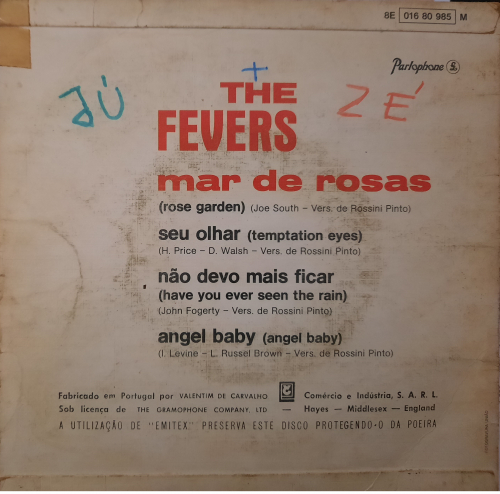 8E 016 80 985 M
Parlophone
JÚ + ZÉ
THE
FEVERS
mar de rosas
(rose garden) (Joe South – Vers. de Rossini Pinto)
seu olhar (temptation eyes)
(H. Price – D. Walsh – Vers. de Rossini Pinto)
não devo mais ficar
(have you ever seen the rain)
(John Fogerty – Vers. de Rossini Pinto)
angel baby (angel baby)
(I. Levine – L. Russel Brown – Vers. de Rossini Pinto)
Fabricado em Portugal por VALENTIM DE CARVALHO Comércio e Indústria, S. A. R. L.
Sob licença de THE GRAMOPHONE COMPANY, LTD — Hayes — Middlesex — England
A UTILIZAÇÃO DE "EMITEX" PRESERVA ESTE DISCO PROTEGENDO-O DA POEIRA